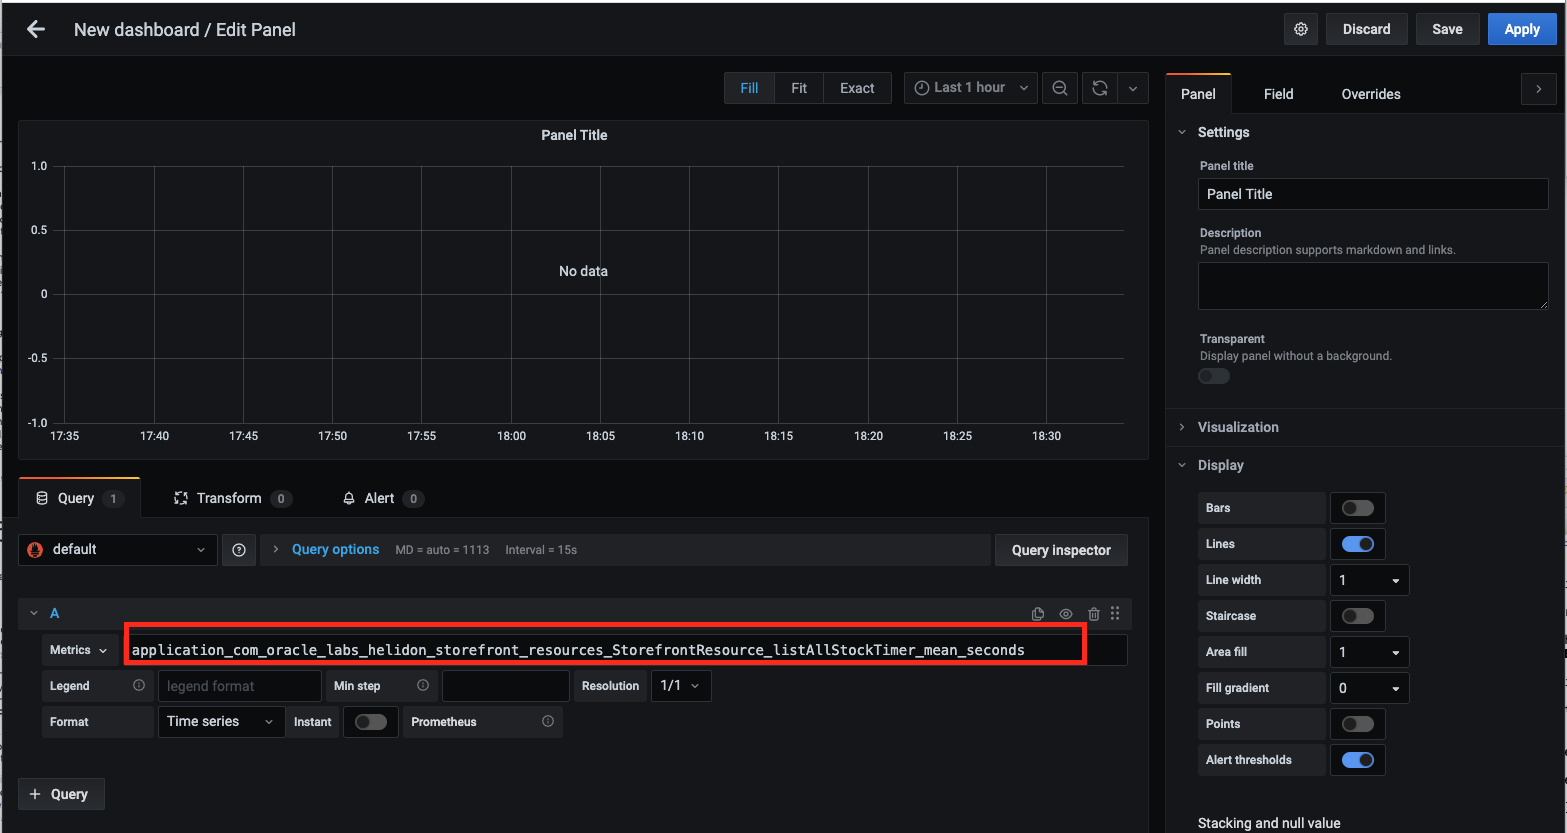 New dashboard / Edit Panel
Discard
Save
Apply
Fill
Fit
Exact
Last 1 hour
Panel Title
1.0
0.5
0
-0.5
-1.0
No data
17:35
17:40
17:45
17:50
17:55
18:00
18:05
18:10
18:15
18:20
18:25
18:30
Query 1
Transform 0
Alert 0
default
Query options
MD = auto = 1113
Interval = 15s
Query inspector
A
Metrics
application_com_oracle_labs_helidon_storefront_resources_StorefrontResource_listAllStockTimer_mean_seconds
Legend
legend format
Min step
Resolution
1/1
Format
Time series
Instant
Prometheus
+ Query
Panel
Field
Overrides
Settings
Panel title
Panel Title
Description
Panel description supports markdown and links.
Transparent
Display panel without a background.
Visualization
Display
Bars
Lines
Line width
1
Staircase
Area fill
1
Fill gradient
0
Points
Alert thresholds
Stacking and null value